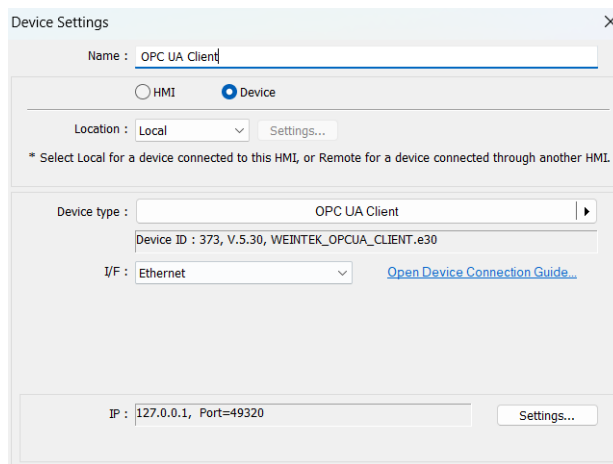 Device Settings
Name : OPC UA Client
HMI Device
Location : Local Settings...
* Select Local for a device connected to this HMI, or Remote for a device connected through another HMI.
Device type : OPC UA Client
Device ID : 373, V.5.30, WEINTEK_OPCUA_CLIENT.e30
I/F : Ethernet Open Device Connection Guide...
IP : 127.0.0.1, Port=49320 Settings...